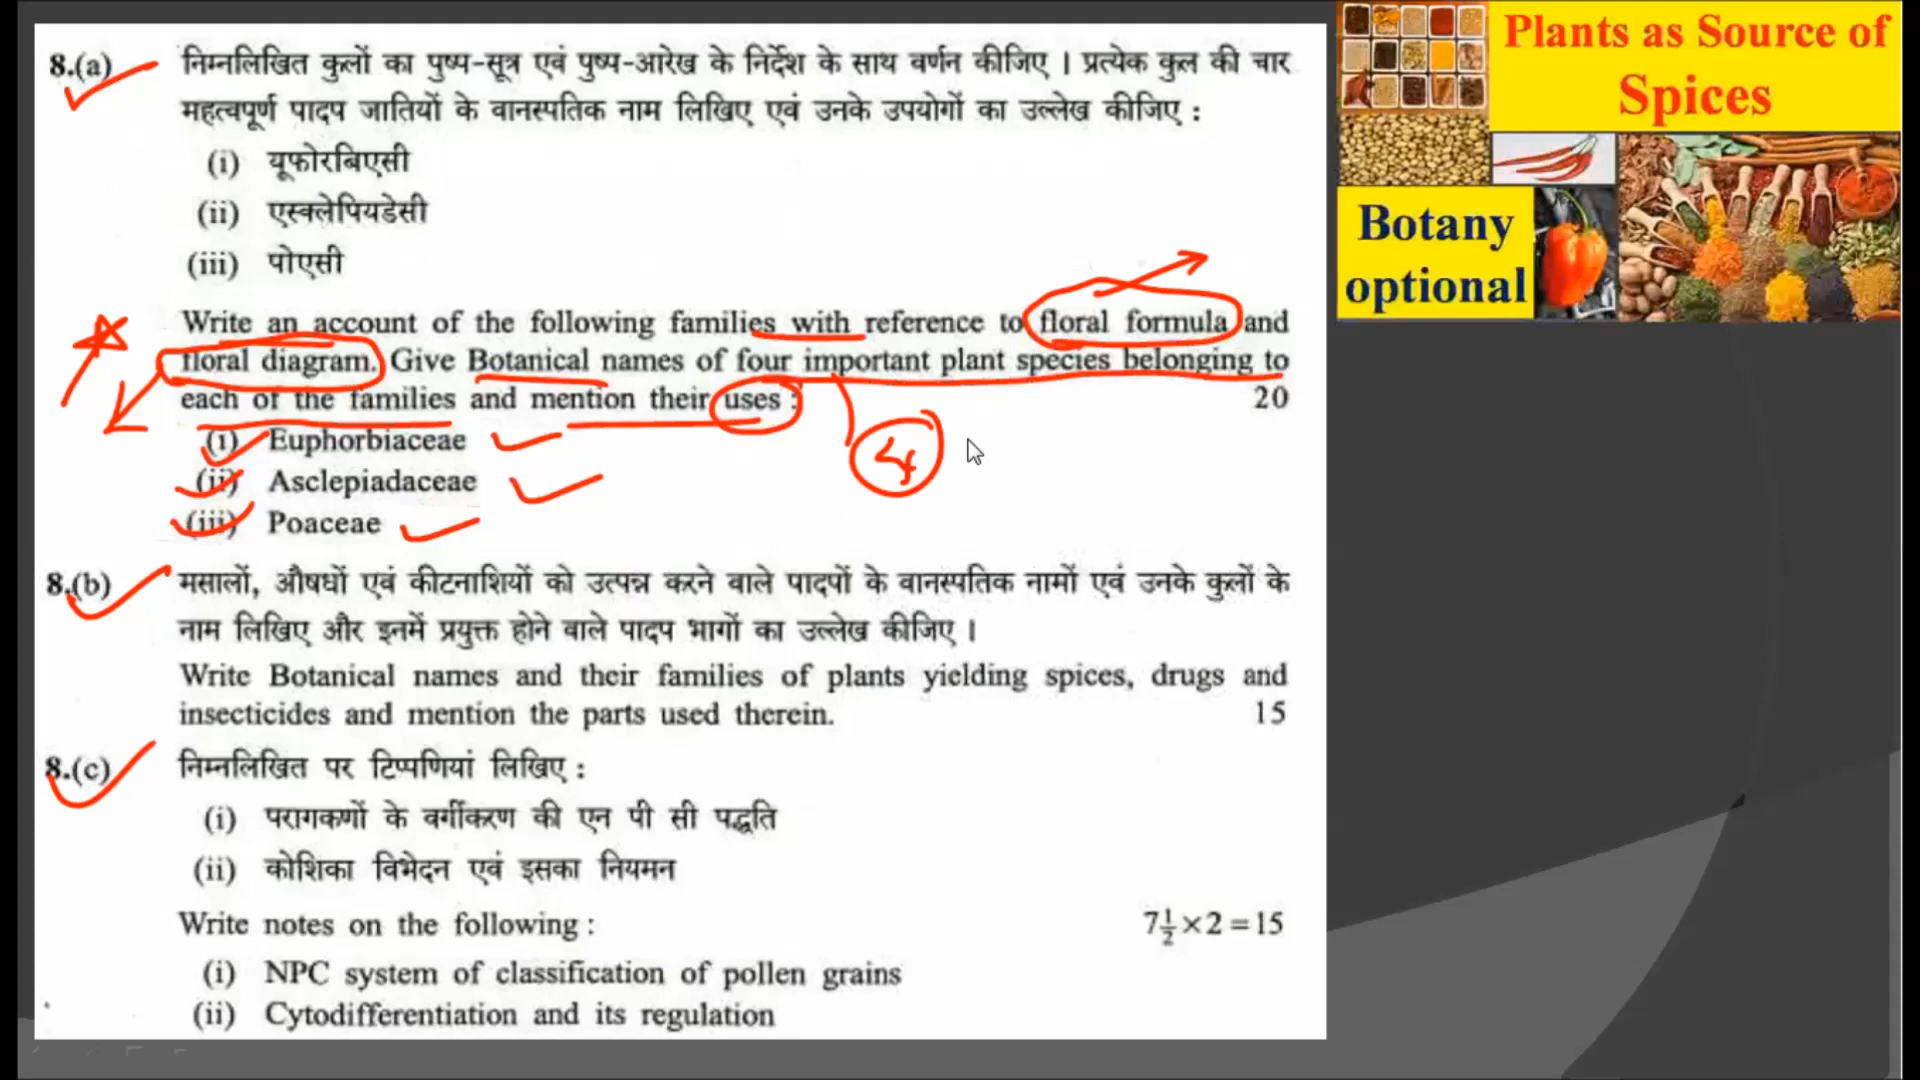 8.(a) निम्नलिखित कुलों का पुष्प-सूत्र एवं पुष्प-आरेख के निर्देश के साथ वर्णन कीजिए । प्रत्येक कुल की चार
महत्वपूर्ण पादप जातियों के वानस्पतिक नाम लिखिए एवं उनके उपयोगों का उल्लेख कीजिए :
(i) यूफोरबिएसी
(ii) एस्क्लेपियडेसी
(iii) पोएसी
Write an account of the following families with reference to floral formula and
floral diagram. Give Botanical names of four important plant species belonging to
each of the families and mention their uses : 20
(i) Euphorbiaceae
4
(ii) Asclepiadaceae
(iii) Poaceae
8.(b) मसालों, औषधों एवं कीटनाशियों को उत्पन्न करने वाले पादपों के वानस्पतिक नामों एवं उनके कुलों के
नाम लिखिए और इनमें प्रयुक्त होने वाले पादप भागों का उल्लेख कीजिए ।
Write Botanical names and their families of plants yielding spices, drugs and
insecticides and mention the parts used therein. 15
8.(c) निम्नलिखित पर टिप्पणियां लिखिए :
(i) परागकणों के वर्गीकरण की एन पी सी पद्धति
(ii) कोशिका विभेदन एवं इसका नियमन
Write notes on the following : 7½×2=15
(i) NPC system of classification of pollen grains
(ii) Cytodifferentiation and its regulation
Plants as Source of
Spices
Botany
optional